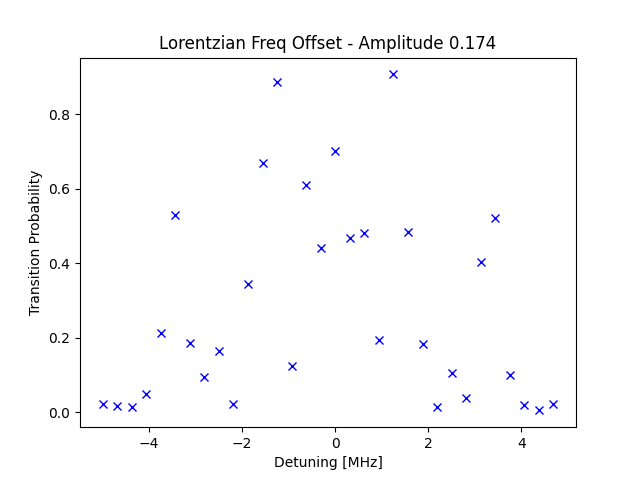 Lorentzian Freq Offset - Amplitude 0.174
0.8
0.6
0.4
0.2
0.0
Transition Probability
−4 −2 0 2 4
Detuning [MHz]